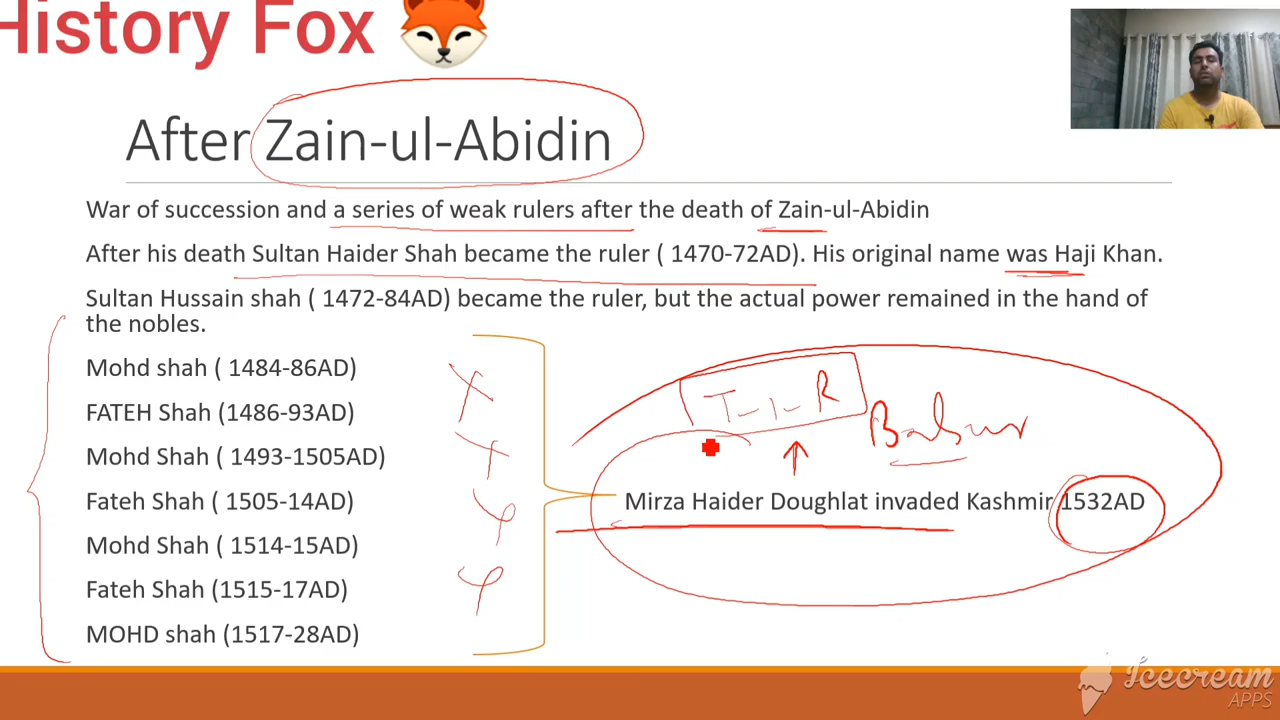 History Fox
After Zain-ul-Abidin
War of succession and a series of weak rulers after the death of Zain-ul-Abidin
After his death Sultan Haider Shah became the ruler ( 1470-72AD). His original name was Haji Khan.
Sultan Hussain shah ( 1472-84AD) became the ruler, but the actual power remained in the hand of
the nobles.
Mohd shah ( 1484-86AD)
FATEH Shah (1486-93AD)
Mohd Shah ( 1493-1505AD)
Fateh Shah ( 1505-14AD)
Mohd Shah ( 1514-15AD)
Fateh Shah (1515-17AD)
MOHD shah (1517-28AD)
T-1-R
Babur
Mirza Haider Doughlat invaded Kashmir 1532AD
Icecream
APPS